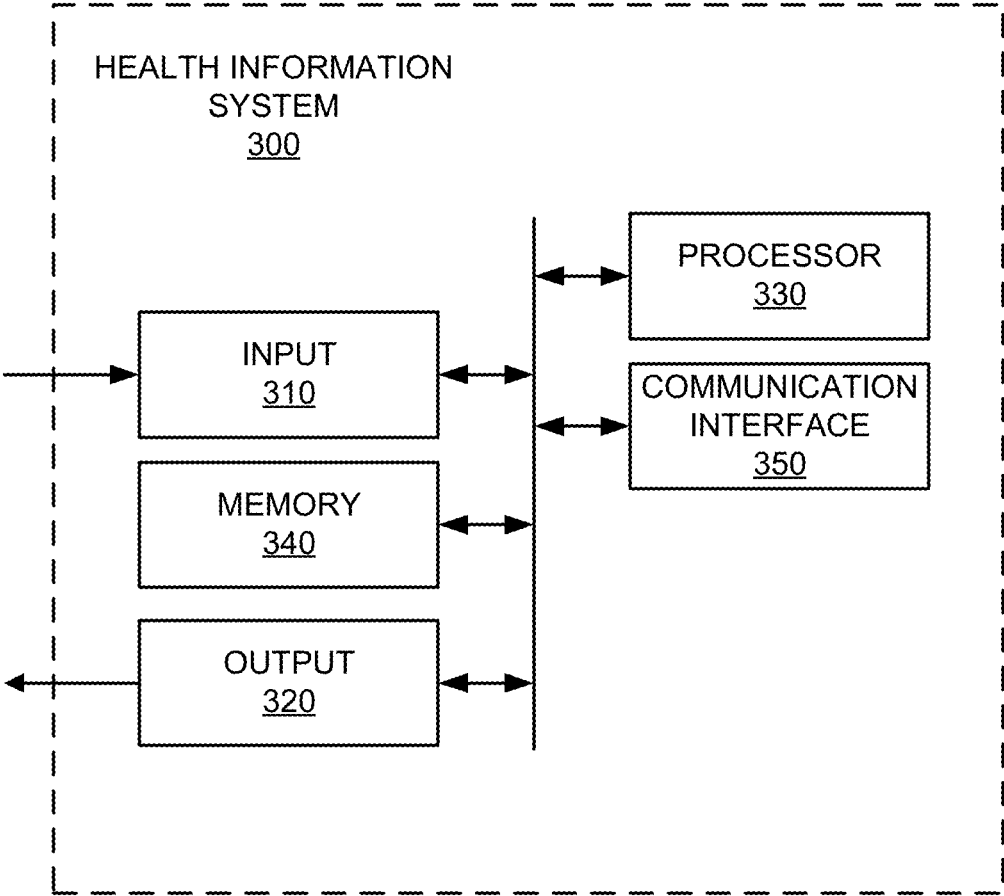 HEALTH INFORMATION
SYSTEM
300
PROCESSOR
330
INPUT
310
COMMUNICATION
INTERFACE
350
MEMORY
340
OUTPUT
320